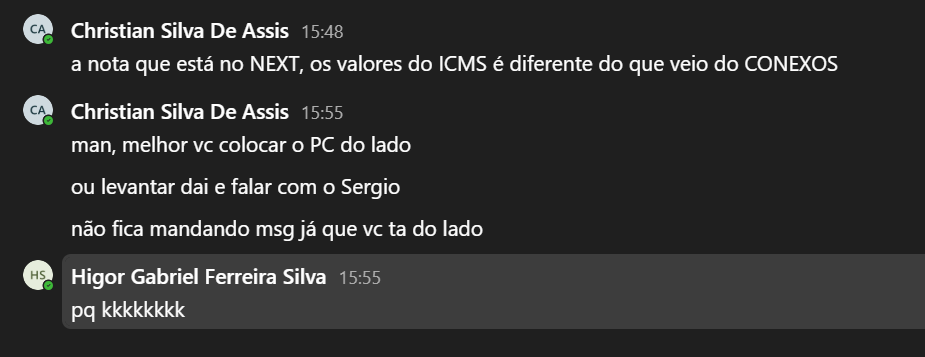 CA Christian Silva De Assis 15:48
a nota que está no NEXT, os valores do ICMS é diferente do que veio do CONEXOS
CA Christian Silva De Assis 15:55
man, melhor vc colocar o PC do lado
ou levantar dai e falar com o Sergio
não fica mandando msg já que vc ta do lado
HS Higor Gabriel Ferreira Silva 15:55
pq kkkkkkkk